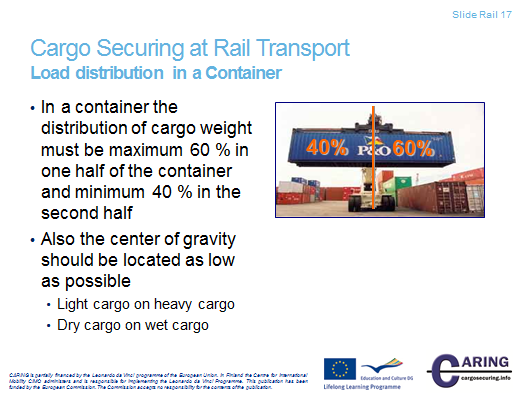 Slide Rail 17
Cargo Securing at Rail Transport
Load distribution in a Container
• In a container the
distribution of cargo weight
must be maximum 60 % in
one half of the container
and minimum 40 % in the
second half
• Also the center of gravity
should be located as low
as possible
• Light cargo on heavy cargo
• Dry cargo on wet cargo
40% P&O 60%
CARING is partially financed by the Leonardo da Vinci programme of the European Union. In Finland the Centre for International
Mobility CIMO administers and is responsible for implementing the Leonardo da Vinci Programme. This publication has been
funded by the European Commission. The Commission accepts no responsibility for the contents of the publication.
Education and Culture DG
Lifelong Learning Programme
CARING
cargosecuring.info